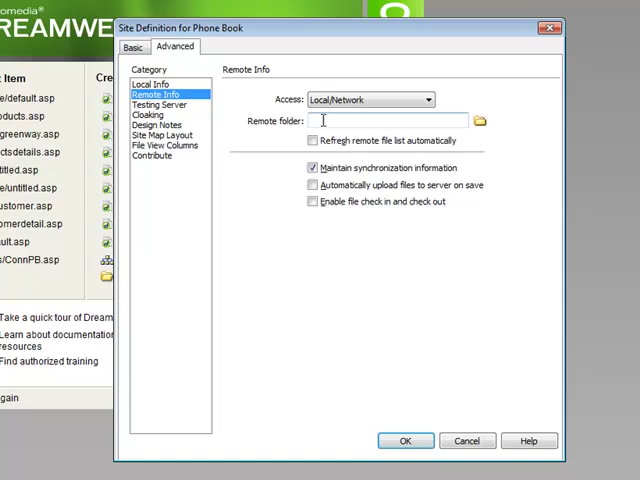 omedia®
REAMWE
8
Site Definition for Phone Book
Basic
Advanced
t Item
Cre
e/default.asp
oducts.asp
greenway.asp
ctsdetails.asp
e/untitled.asp
untitled.asp
ustomer.asp
omerdetail.asp
ult.asp
s/ConnPB.asp
Take a quick tour of Dream
Learn about documentation
resources
Find authorized training
gain
Category
Local Info
Remote Info
Testing Server
Cloaking
Design Notes
Site Map Layout
File View Columns
Contribute
Remote Info
Access: Local/Network
Remote folder:
Refresh remote file list automatically
Maintain synchronization information
Automatically upload files to server on save
Enable file check in and check out
OK
Cancel
Help